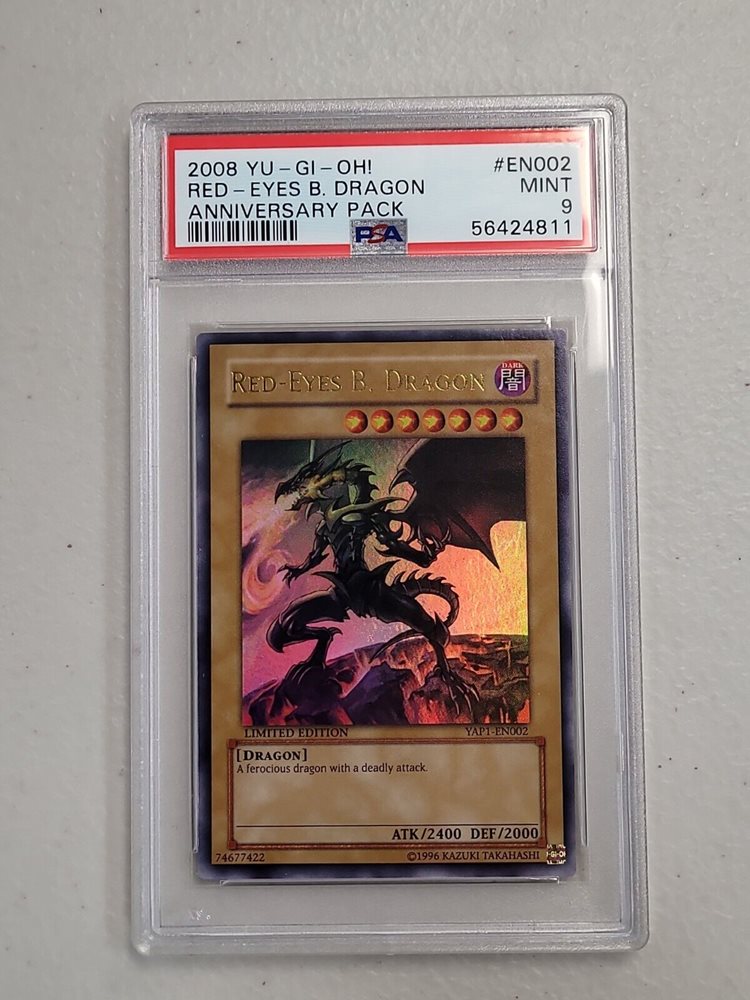 2008 YU-GI-OH! #EN002
RED-EYES B. DRAGON MINT
ANNIVERSARY PACK 9
PSA 56424811
RED-EYES B. DRAGON DARK
闇
LIMITED EDITION YAP1-EN002
[DRAGON]
A ferocious dragon with a deadly attack.
ATK/2400 DEF/2000
74677422 ©1996 KAZUKI TAKAHASHI